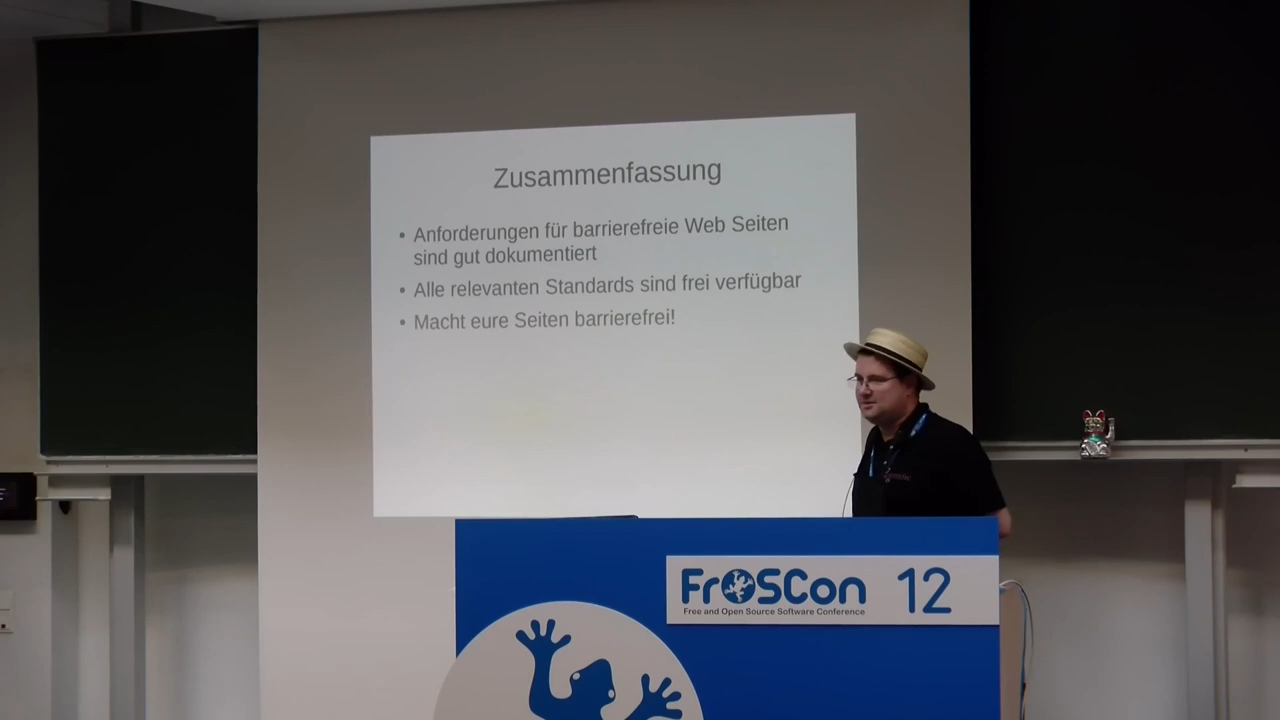 Zusammenfassung
• Anforderungen für barrierefreie Web Seiten
sind gut dokumentiert
• Alle relevanten Standards sind frei verfügbar
• Macht eure Seiten barrierefrei!
FrOSCon 12
Free and Open Source Software Conference